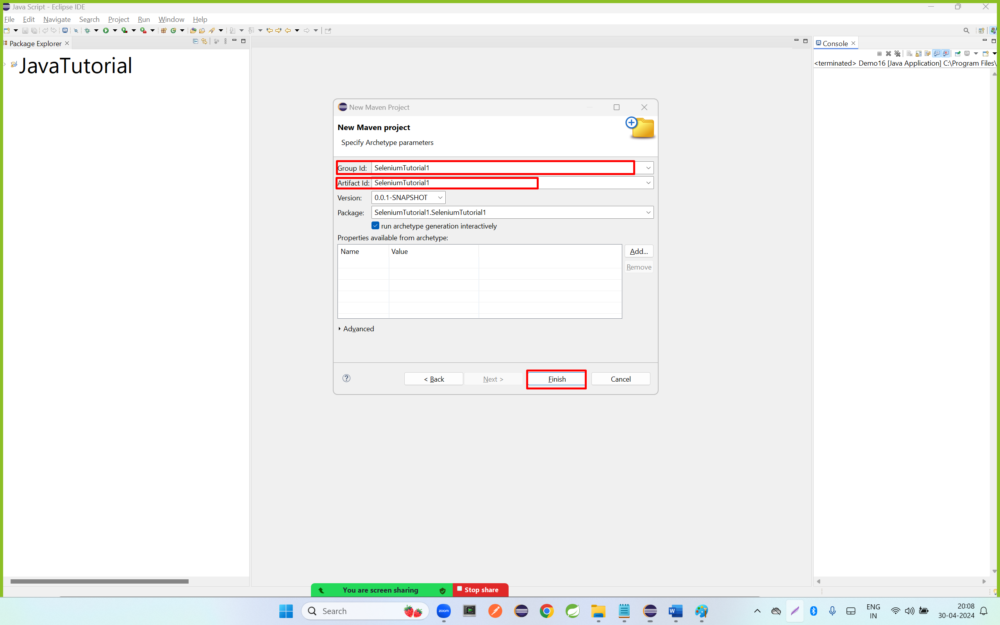 Java Script - Eclipse IDE
File Edit Navigate Search Project Run Window Help
Package Explorer
Console
JavaTutorial
<terminated> Demo16 [Java Application] C:\Program Files\
New Maven Project
New Maven project
Specify Archetype parameters
Group Id: SeleniumTutorial1
Artifact Id: SeleniumTutorial1
Version: 0.0.1-SNAPSHOT
Package: SeleniumTutorial1.SeleniumTutorial1
run archetype generation interactively
Properties available from archetype:
Name Value
Add...
Remove
Advanced
< Back Next > Finish Cancel
You are screen sharing Stop share
Search
zoom
W
ENG
IN
20:08
30-04-2024